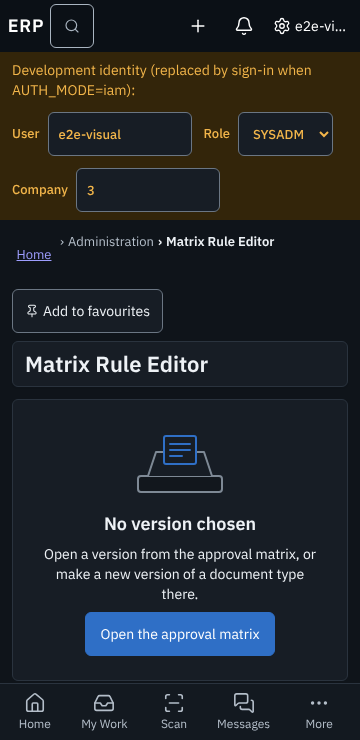 ERP
e2e-vi...
Development identity (replaced by sign-in when
AUTH_MODE=iam):
User e2e-visual Role SYSADM
Company 3
Home › Administration › Matrix Rule Editor
Add to favourites
Matrix Rule Editor
No version chosen
Open a version from the approval matrix, or
make a new version of a document type
there.
Open the approval matrix
Home My Work Scan Messages More